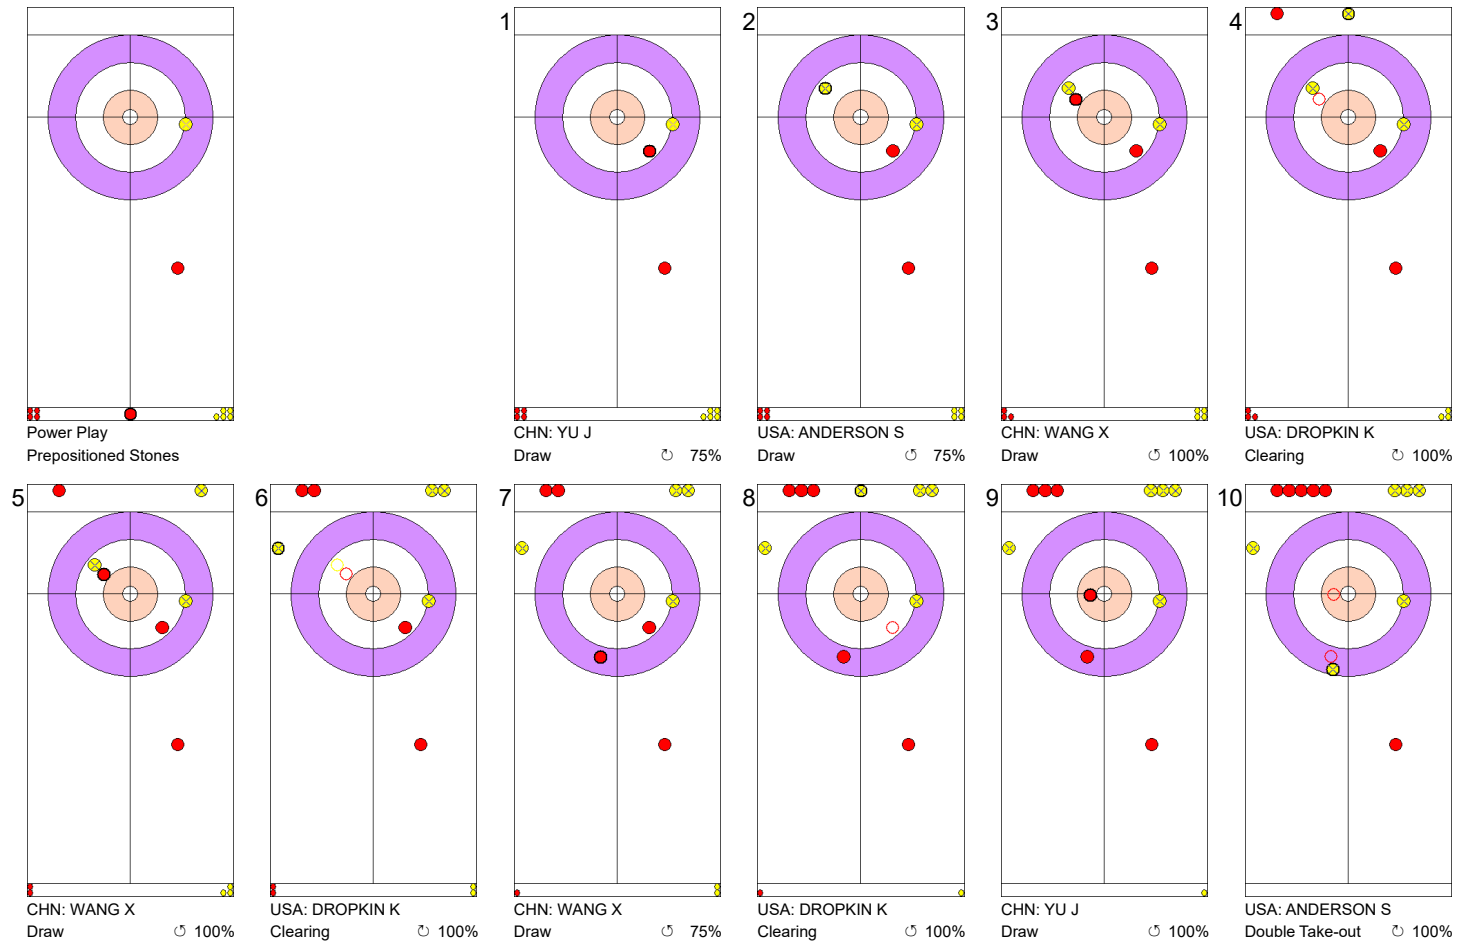 1
2
3
4
Power Play
Prepositioned Stones
CHN: YU J
Draw ↻ 75%
USA: ANDERSON S
Draw ↺ 75%
CHN: WANG X
Draw ↺ 100%
USA: DROPKIN K
Clearing ↺ 100%
5
6
7
8
9
10
CHN: WANG X
Draw ↺ 100%
USA: DROPKIN K
Clearing ↻ 100%
CHN: WANG X
Draw ↺ 75%
USA: DROPKIN K
Clearing ↺ 100%
CHN: YU J
Draw ↻ 100%
USA: ANDERSON S
Double Take-out ↻ 100%